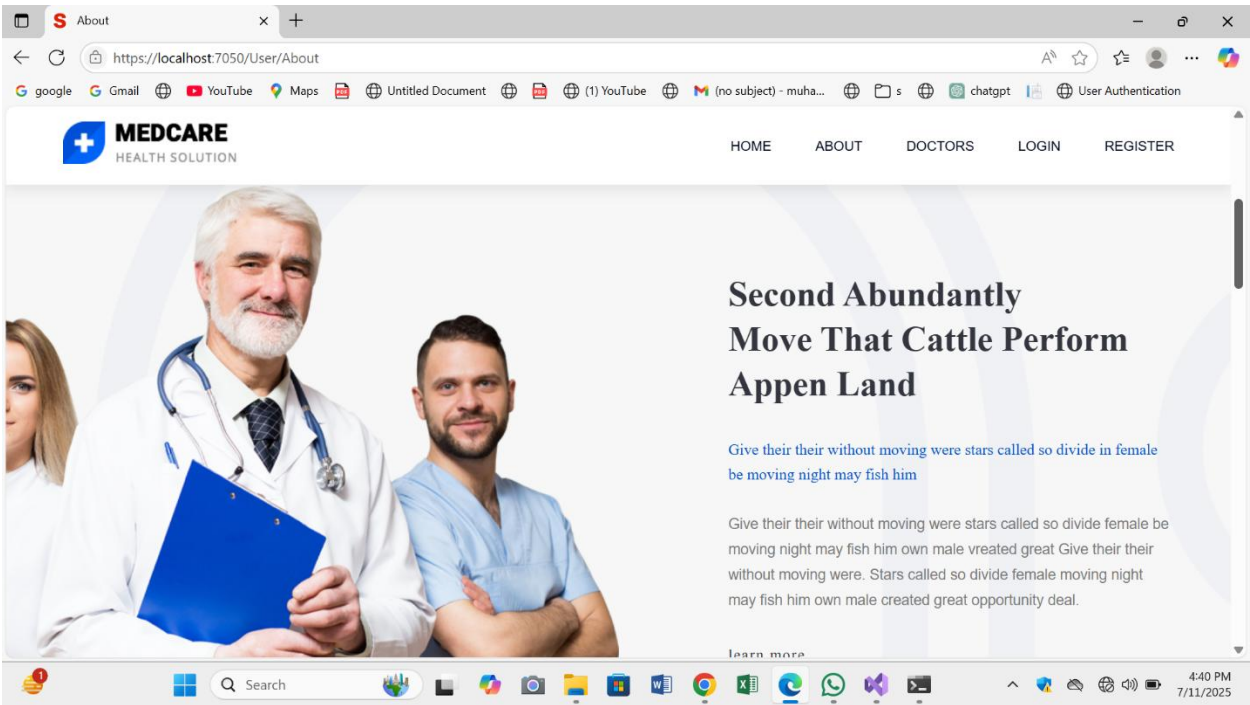 S About
https://localhost:7050/User/About
google Gmail YouTube Maps Untitled Document (1) YouTube (no subject) - muha... s chatgpt User Authentication
MEDCARE
HEALTH SOLUTION
HOME ABOUT DOCTORS LOGIN REGISTER
Second Abundantly
Move That Cattle Perform
Appen Land
Give their their without moving were stars called so divide in female
be moving night may fish him
Give their their without moving were stars called so divide female be
moving night may fish him own male vreated great Give their their
without moving were. Stars called so divide female moving night
may fish him own male created great opportunity deal.
learn more
1
Search
4:40 PM
7/11/2025